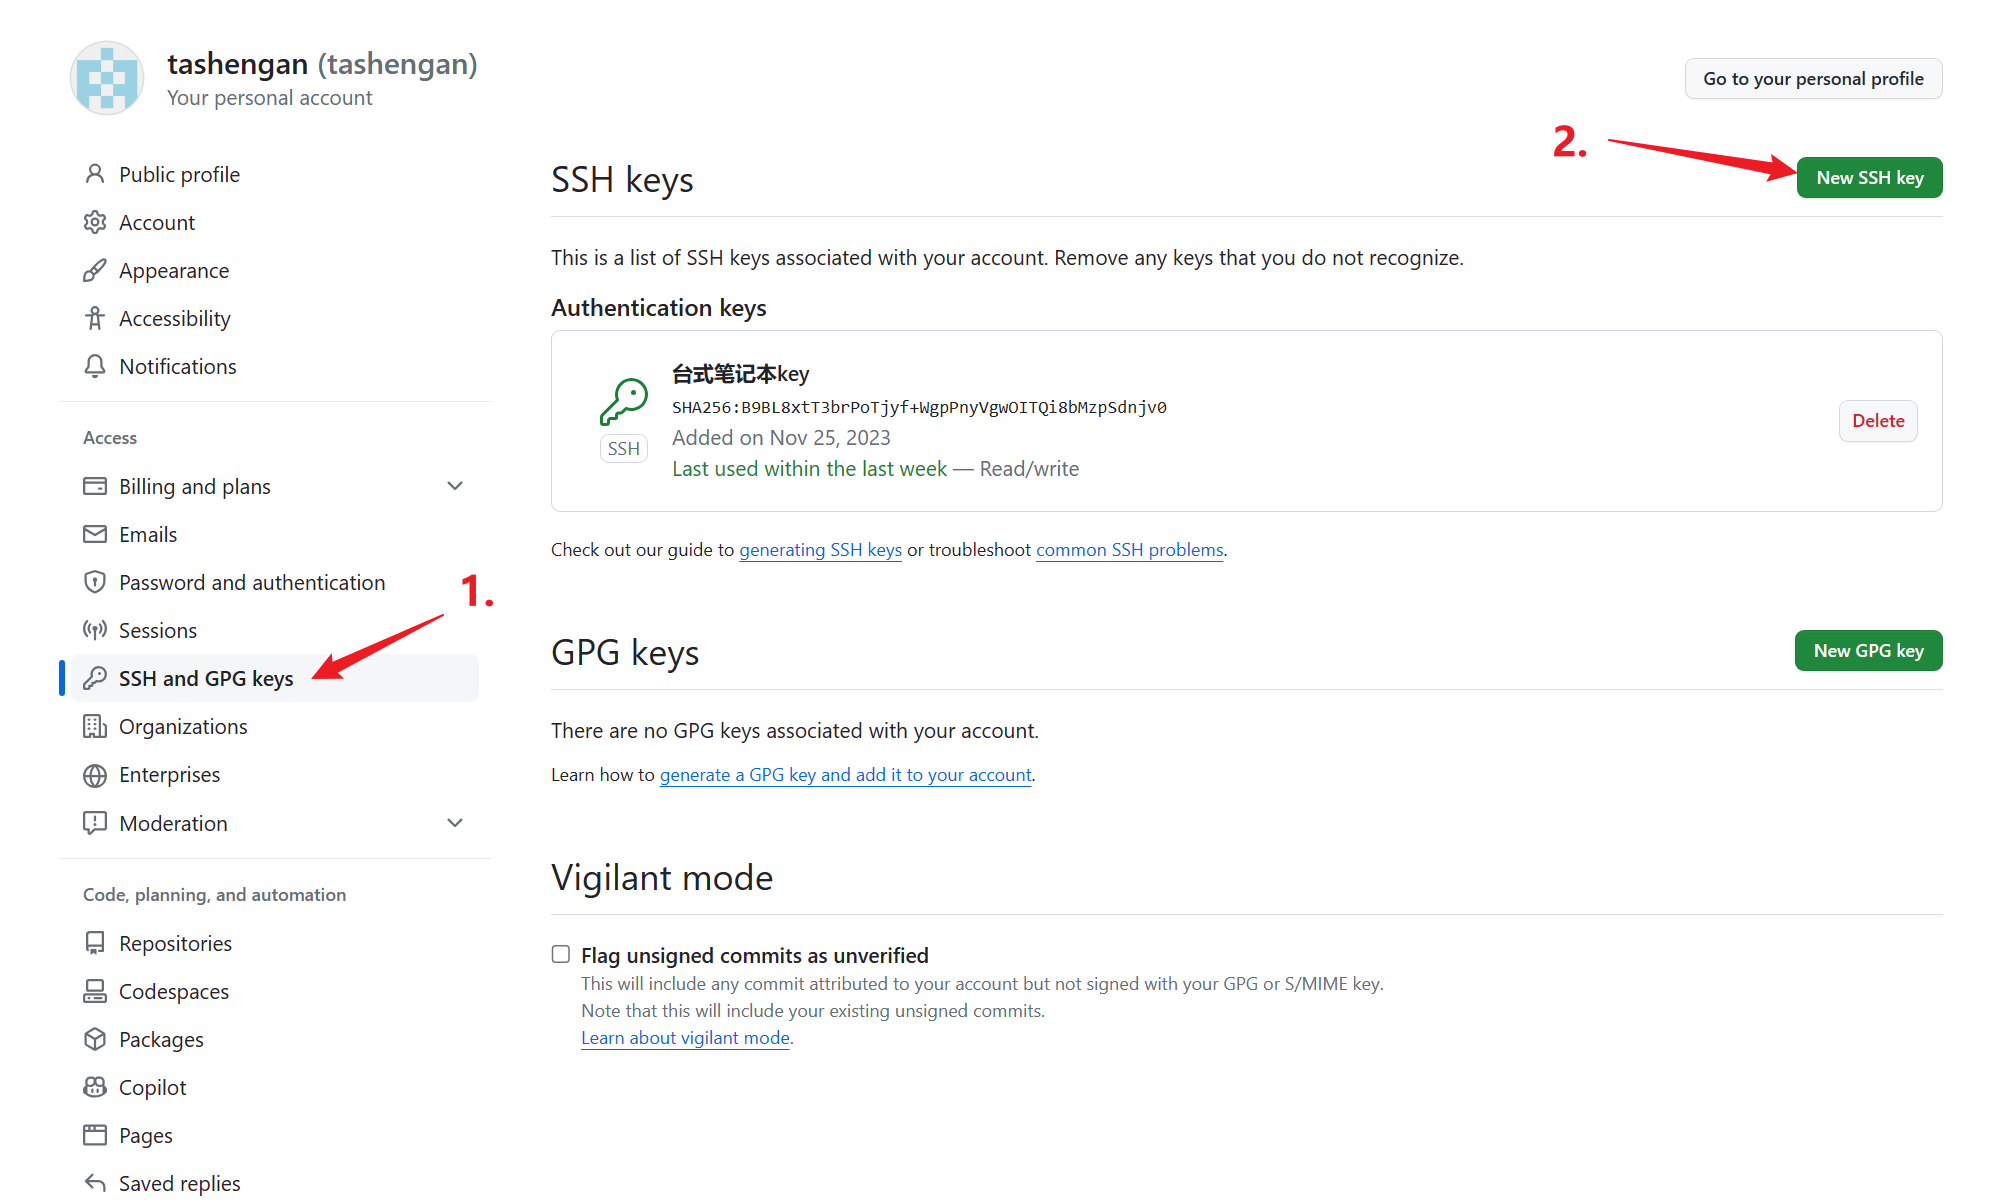 tashengan (tashengan)
Your personal account
Go to your personal profile
Public profile
Account
Appearance
Accessibility
Notifications
Access
Billing and plans
Emails
Password and authentication
1.
Sessions
SSH and GPG keys
Organizations
Enterprises
Moderation
Code, planning, and automation
Repositories
Codespaces
Packages
Copilot
Pages
Saved replies
2.
SSH keys
New SSH key
This is a list of SSH keys associated with your account. Remove any keys that you do not recognize.
Authentication keys
台式笔记本key
SHA256:B9BL8xtT3brPoTjyf+WgpPnyVgwOITQi8bMzpSdnjv0
Added on Nov 25, 2023
Last used within the last week — Read/write
SSH
Delete
Check out our guide to generating SSH keys or troubleshoot common SSH problems.
GPG keys
New GPG key
There are no GPG keys associated with your account.
Learn how to generate a GPG key and add it to your account.
Vigilant mode
Flag unsigned commits as unverified
This will include any commit attributed to your account but not signed with your GPG or S/MIME key.
Note that this will include your existing unsigned commits.
Learn about vigilant mode.